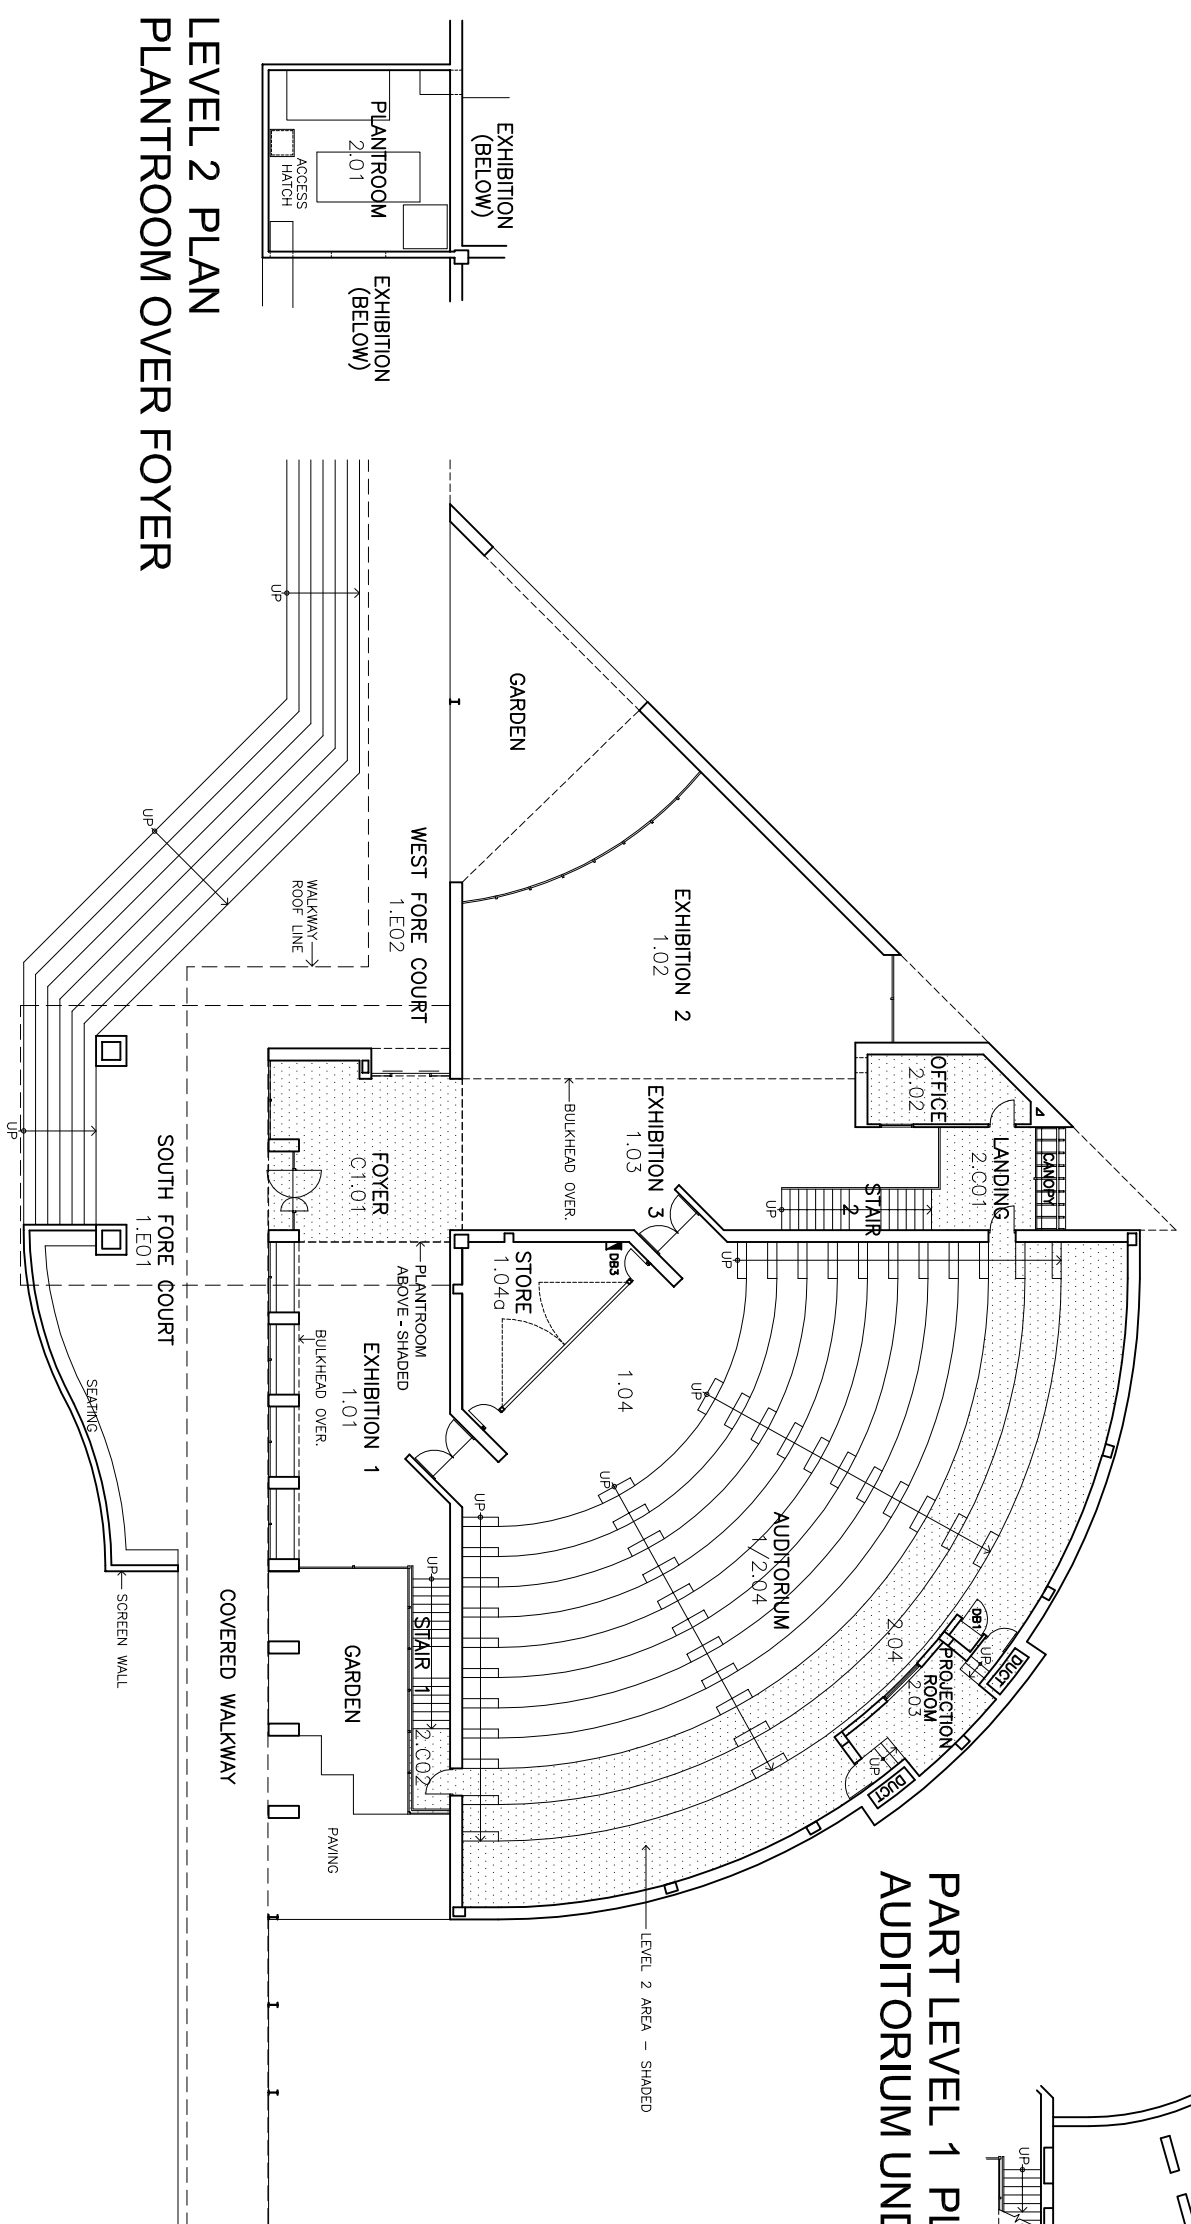 LEVEL 2 PLAN
PLANTROOM OVER FOYER
EXHIBITION
(BELOW)
PLANTROOM
2.01
ACCESS
HATCH
EXHIBITION
(BELOW)
UP
GARDEN
UP
WEST FORE COURT
1.E02
WALKWAY
ROOF LINE
EXHIBITION 2
1.02
OFFICE
2.02
LANDING
2.C01
CANOPY
EXHIBITION 3
1.03
BULKHEAD OVER.
STAIR
2
UP
FOYER
C1.01
UP
SOUTH FORE COURT
1.E01
DB3
STORE
1.04a
UP
PLANTROOM
ABOVE-SHADED
BULKHEAD OVER.
EXHIBITION 1
1.01
1.04
UP
SEATING
UP
UP
AUDITORIUM
1/2.04
2.04
DB1
UP
DUCT
PROJECTION
ROOM
2.03
UP
DUCT
UP
STAIR 1
2.C02
GARDEN
SCREEN WALL
COVERED WALKWAY
PAVING
LEVEL 2 AREA - SHADED
PART LEVEL 1 PL
AUDITORIUM UND
UP